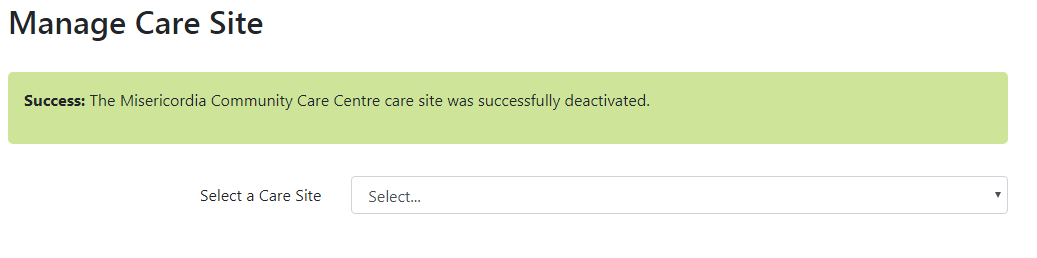 Manage Care Site
Success: The Misericordia Community Care Centre care site was successfully deactivated.
Select a Care Site
Select...